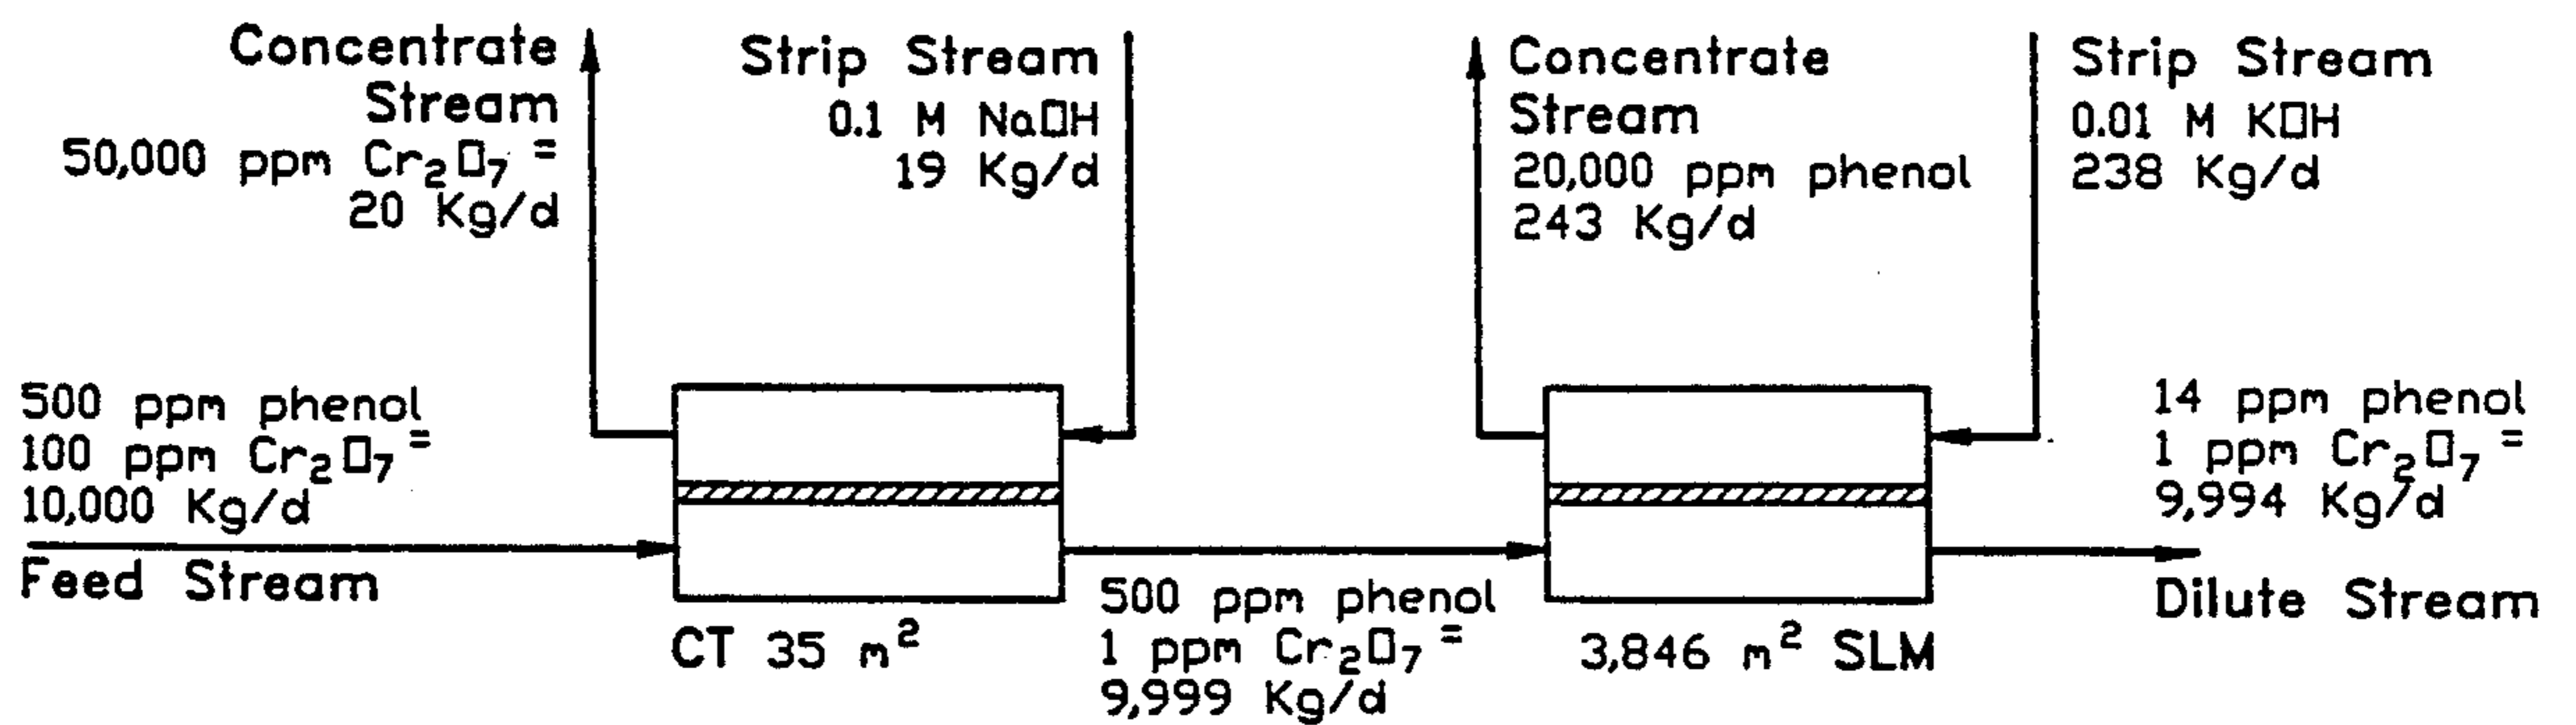 Concentrate
Stream
50,000 ppm Cr₂O₇⁼
20 Kg/d
Strip Stream
0.1 M NaOH
19 Kg/d
Concentrate
Stream
20,000 ppm phenol
243 Kg/d
Strip Stream
0.01 M KOH
238 Kg/d
500 ppm phenol
100 ppm Cr₂O₇⁼
10,000 Kg/d
Feed Stream
CT 35 m²
500 ppm phenol
1 ppm Cr₂O₇⁼
9,999 Kg/d
3,846 m² SLM
14 ppm phenol
1 ppm Cr₂O₇⁼
9,994 Kg/d
Dilute Stream